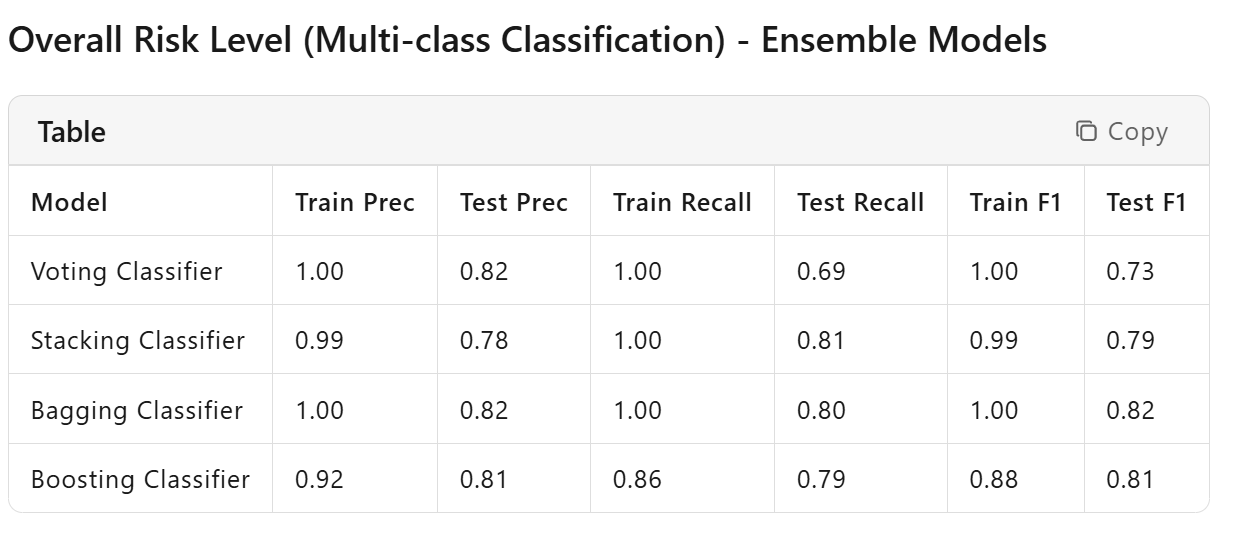 Overall Risk Level (Multi-class Classification) - Ensemble Models
Table Copy
Model Train Prec Test Prec Train Recall Test Recall Train F1 Test F1
Voting Classifier 1.00 0.82 1.00 0.69 1.00 0.73
Stacking Classifier 0.99 0.78 1.00 0.81 0.99 0.79
Bagging Classifier 1.00 0.82 1.00 0.80 1.00 0.82
Boosting Classifier 0.92 0.81 0.86 0.79 0.88 0.81